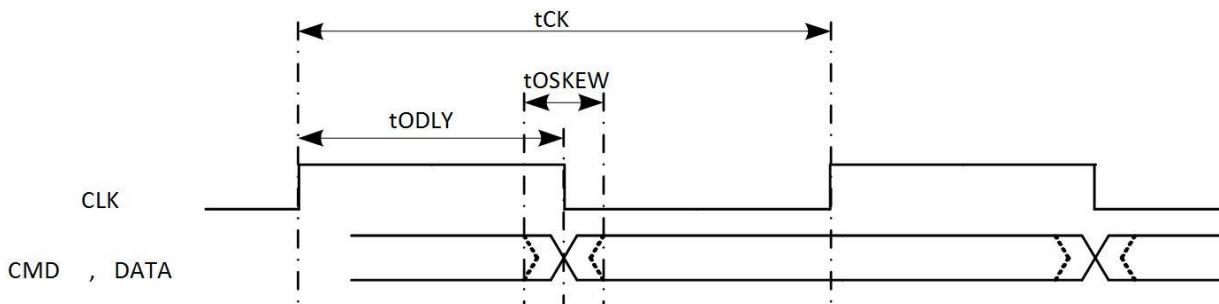 tCK
tOSKEW
tODLY
CLK
CMD , DATA